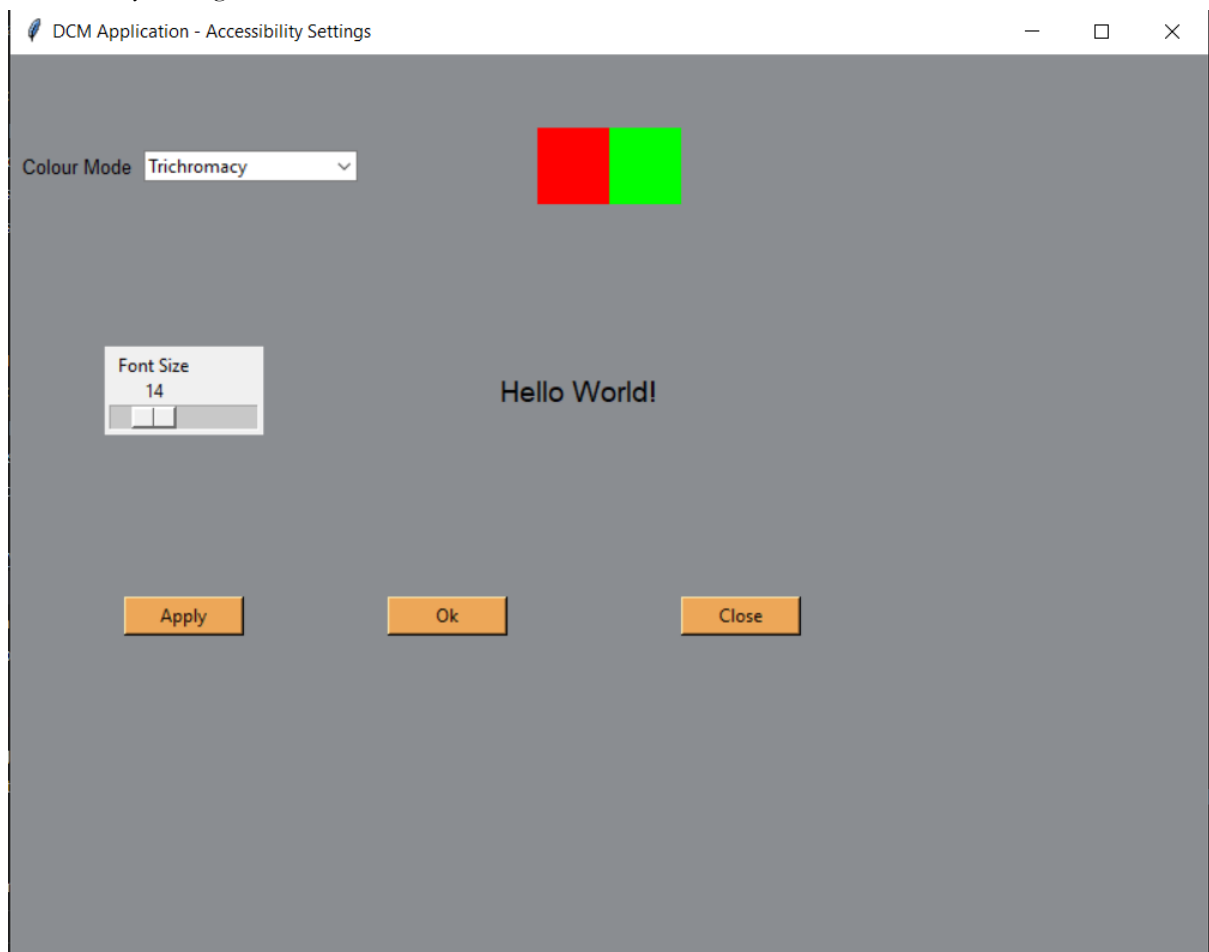 DCM Application - Accessibility Settings
Colour Mode Trichromacy
Font Size
14
Hello World!
Apply Ok Close